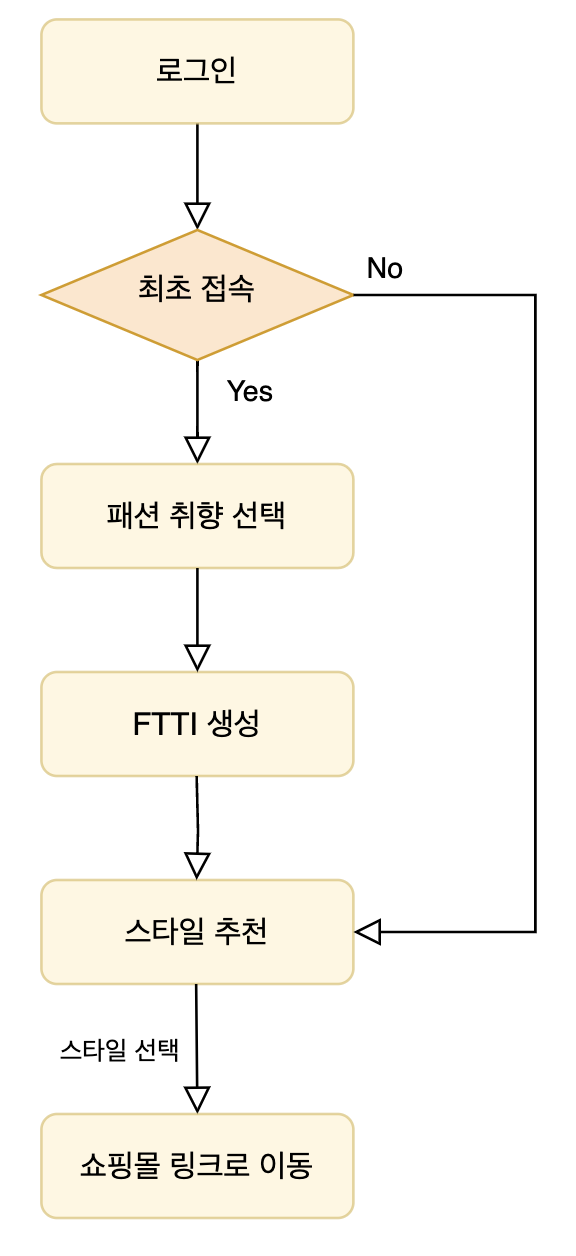 로그인
최초 접속
No
Yes
패션 취향 선택
FTTI 생성
스타일 추천
스타일 선택
쇼핑몰 링크로 이동